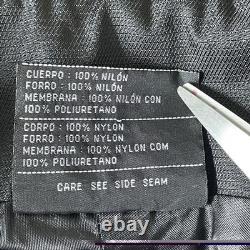 CUERPO : 100% NILÓN
FORRO : 100% NILÓN
MEMBRANA : 100% NILÓN CON
100% POLIURETANO
CORPO : 100% NYLON
FORRO : 100% NYLON
MEMBRANA : 100% NYLON COM
100% POLIURETANO
CARE SEE SIDE SEAM